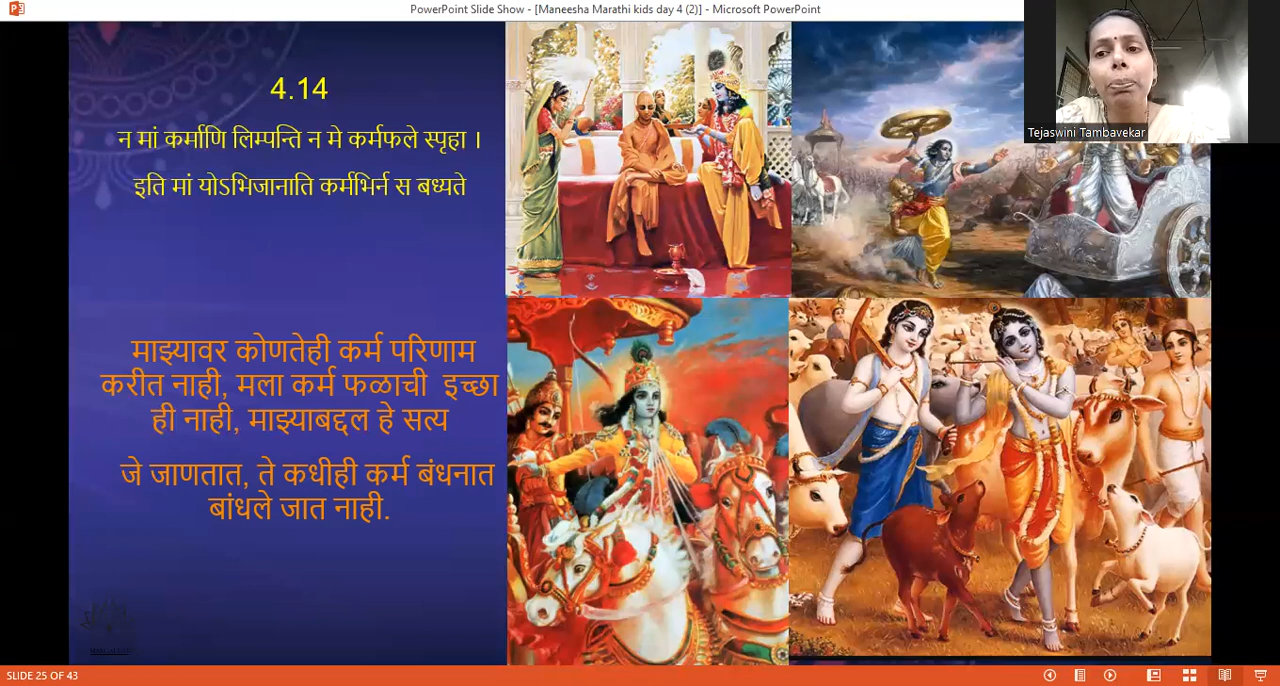 PowerPoint Slide Show - [Maneesha Marathi kids day 4 (2)] - Microsoft PowerPoint
Tejaswini Tambavekar
4.14
न मां कर्माणि लिम्पन्ति न मे कर्मफले स्पृहा ।
इति मां योऽभिजानाति कर्मभिर्न स बध्यते
माझ्यावर कोणतेही कर्म परिणाम
करीत नाही, मला कर्म फळाची इच्छा
ही नाही, माझ्याबद्दल हे सत्य
जे जाणतात, ते कधीही कर्म बंधनात
बांधले जात नाही.
SLIDE 25 OF 43